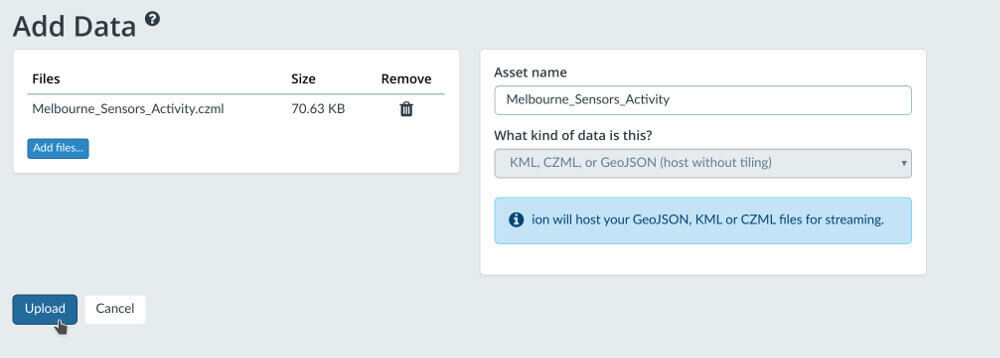 Add Data ?
Files Size Remove
Melbourne_Sensors_Activity.czml 70.63 KB
Add files...
Asset name
Melbourne_Sensors_Activity
What kind of data is this?
KML, CZML, or GeoJSON (host without tiling)
ion will host your GeoJSON, KML or CZML files for streaming.
Upload Cancel